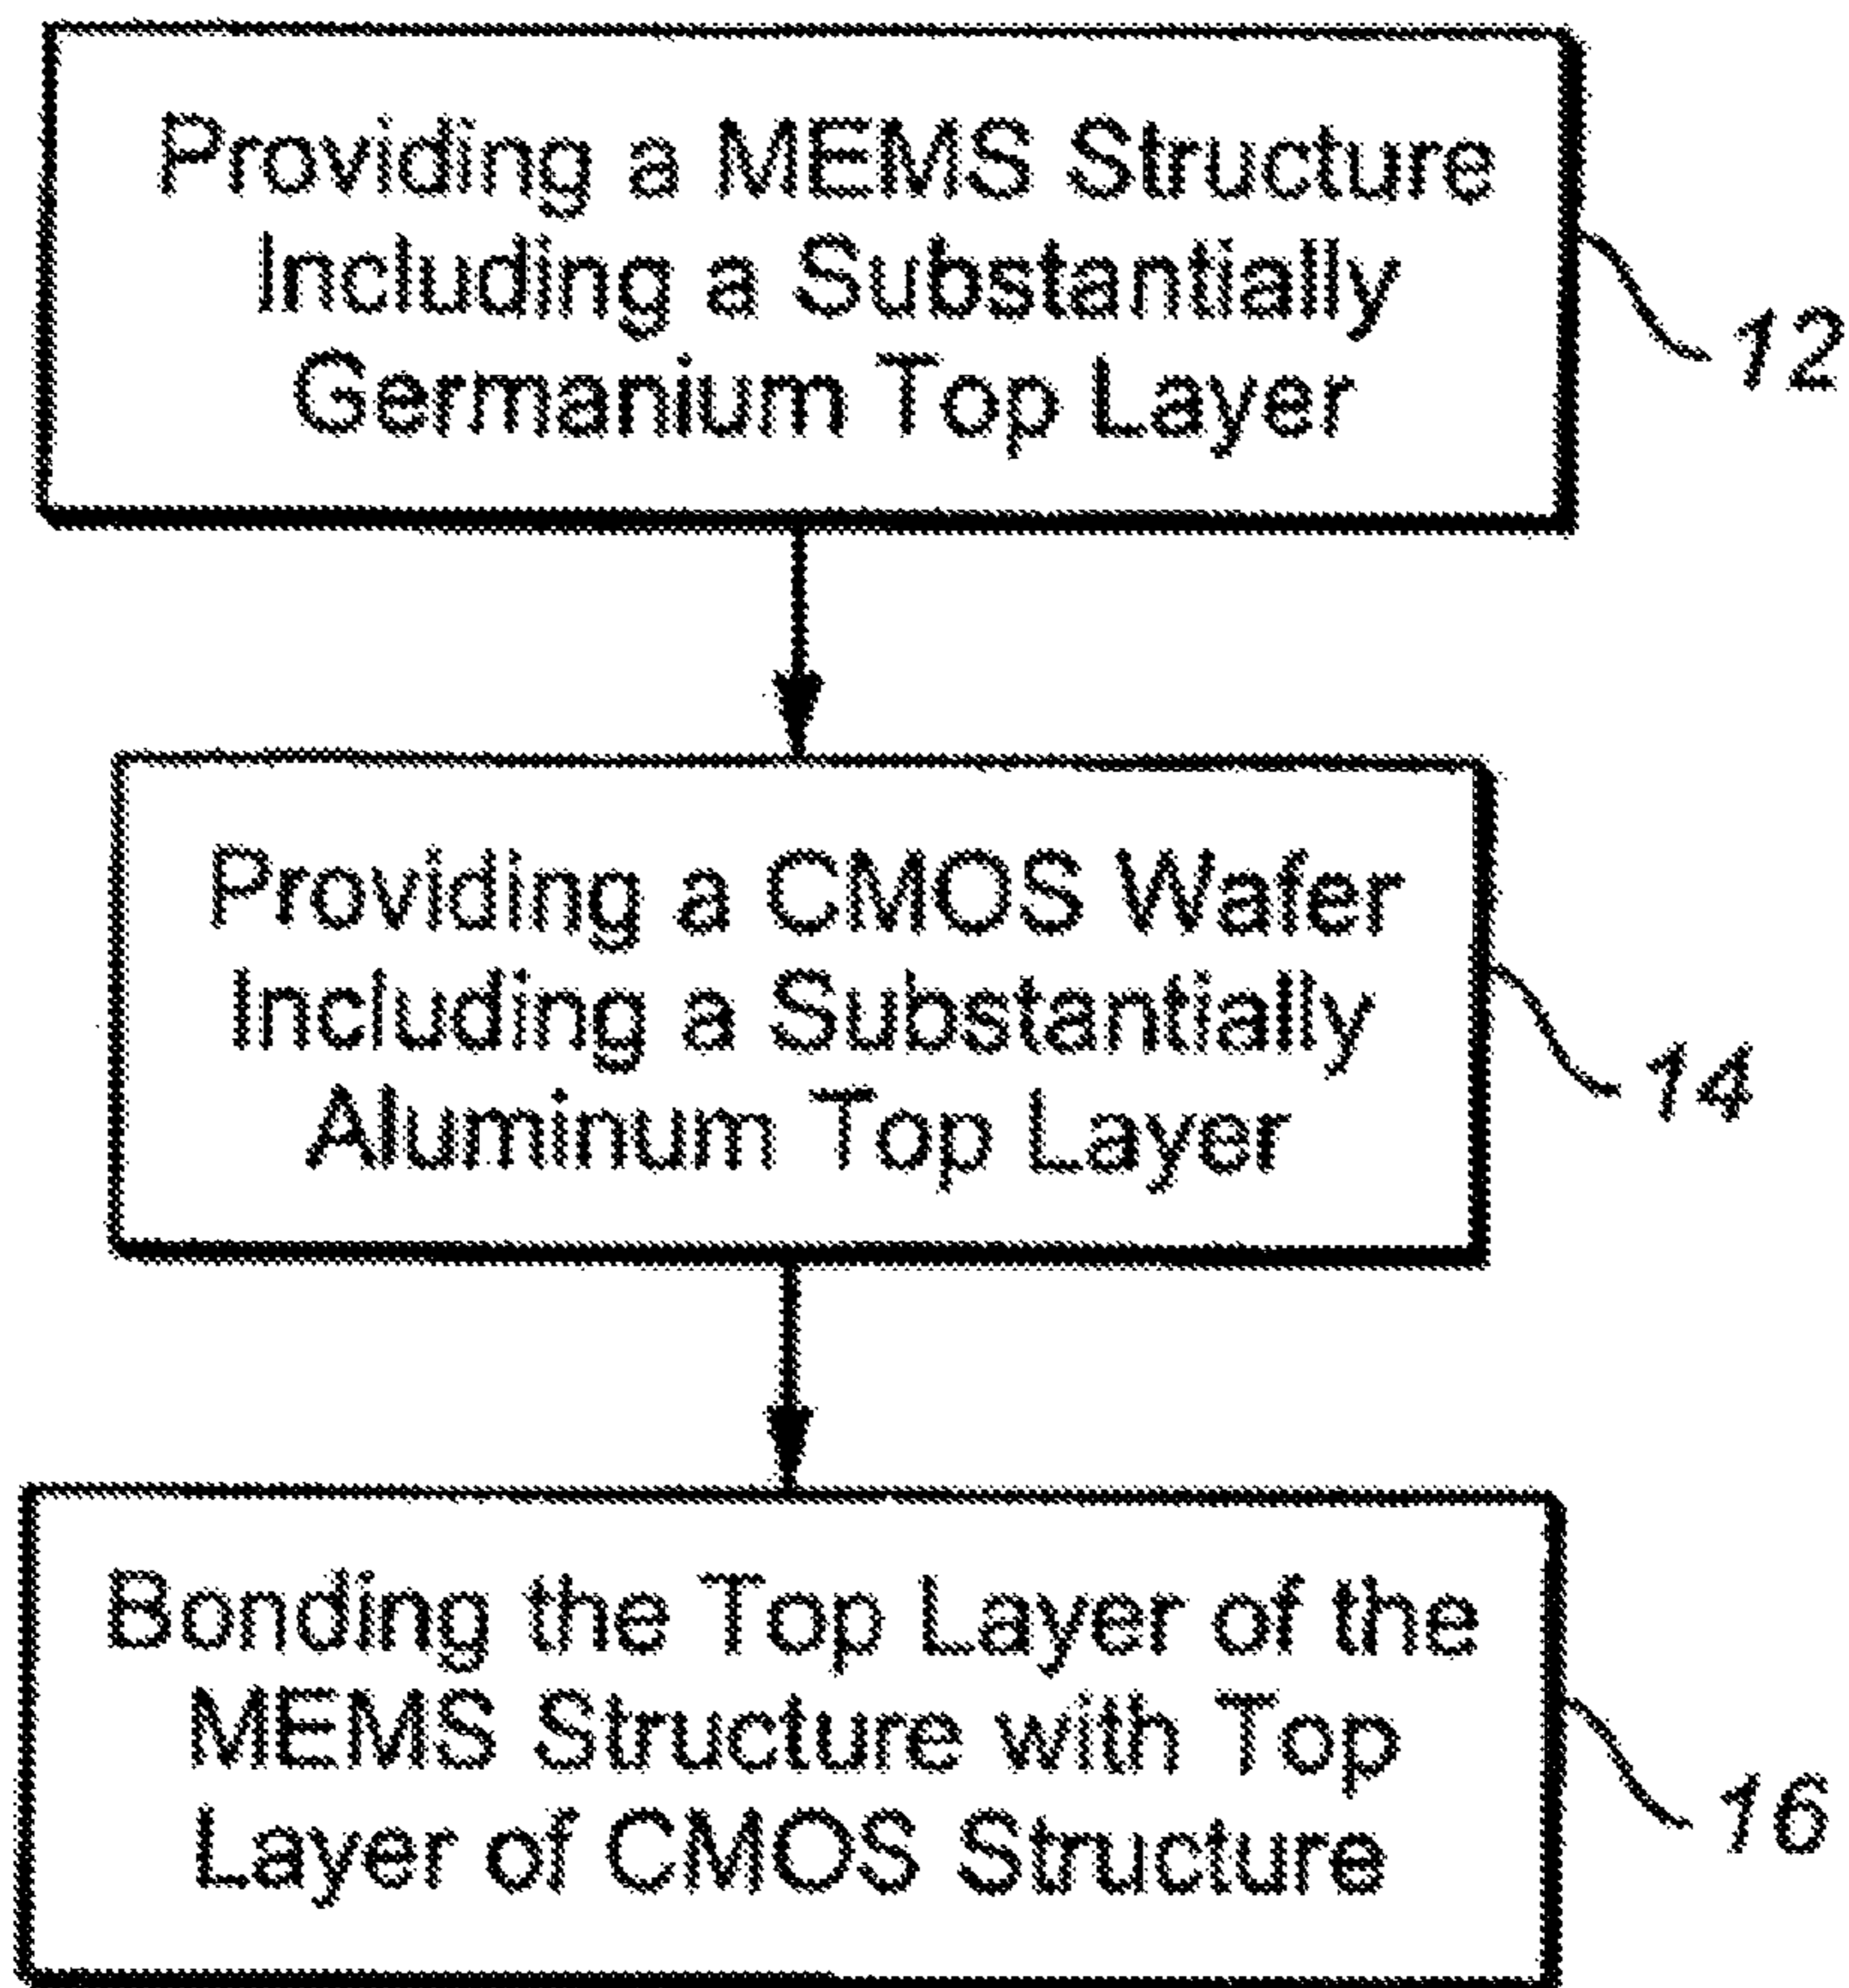 Providing a MEMS Structure
Including a Substantially
Germanium Top Layer
12
Providing a CMOS Wafer
Including a Substantially
Aluminum Top Layer
14
Bonding the Top Layer of the
MEMS Structure with Top
Layer of CMOS Structure
16